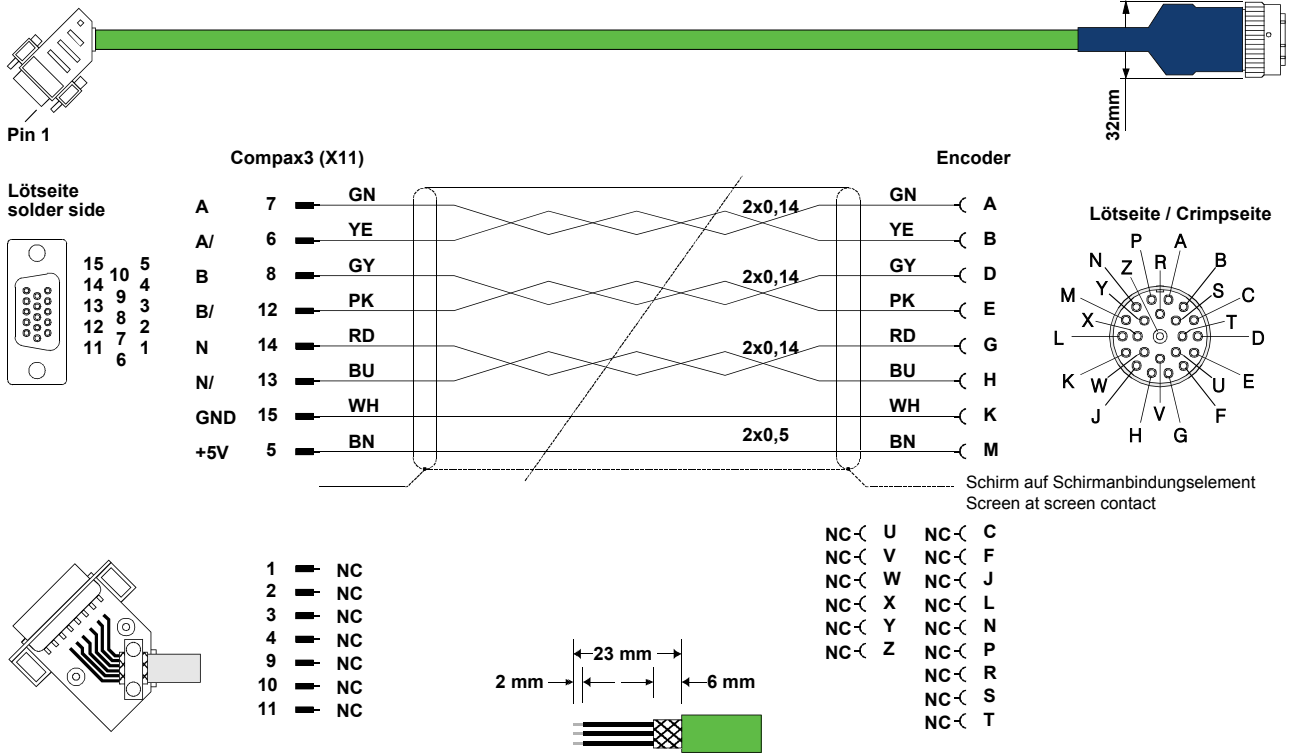 32mm
Pin 1
Compax3 (X11)
Encoder
Lötseite
solder side
15 10 5
14 9 4
13 8 3
12 7 2
11 6 1
A 7 GN 2x0,14 GN A
A/ 6 YE YE B
B 8 GY 2x0,14 GY D
B/ 12 PK PK E
N 14 RD 2x0,14 RD G
N/ 13 BU BU H
GND 15 WH WH K
+5V 5 BN 2x0,5 BN M
Lötseite / Crimpseite
P A
N Z R B
M Y S C
X T
L D
K W U E
J V F
H G
Schirm auf Schirmanbindungselement
Screen at screen contact
NC U NC C
NC V NC F
NC W NC J
NC X NC L
NC Y NC N
NC Z NC P
NC R
NC S
NC T
1 NC
2 NC
3 NC
4 NC
9 NC
10 NC
11 NC
23 mm
2 mm 6 mm